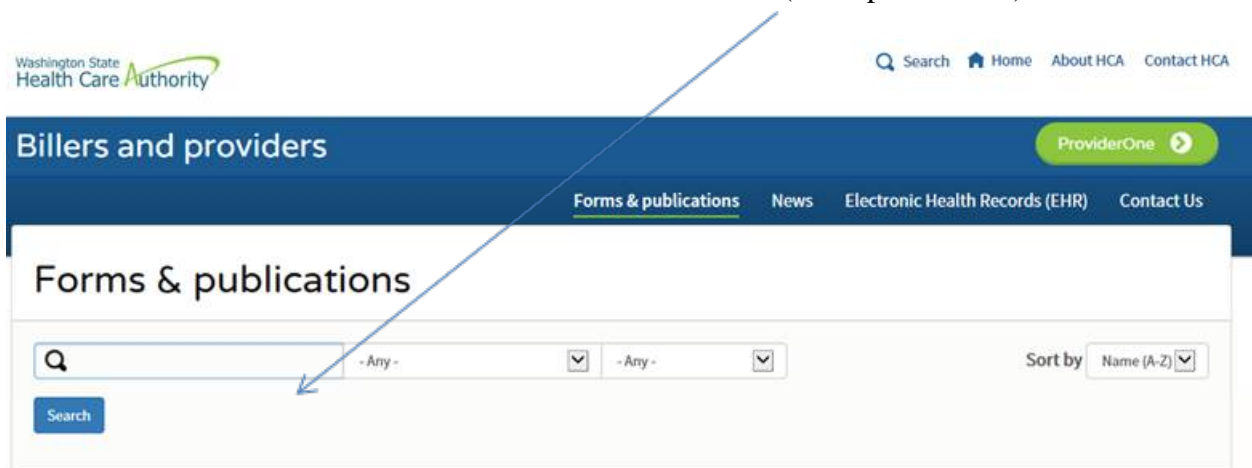 Washington State
Health Care Authority
Search Home About HCA Contact HCA
Billers and providers
ProviderOne
Forms & publications News Electronic Health Records (EHR) Contact Us
Forms & publications
- Any - - Any - Sort by Name (A-Z)
Search